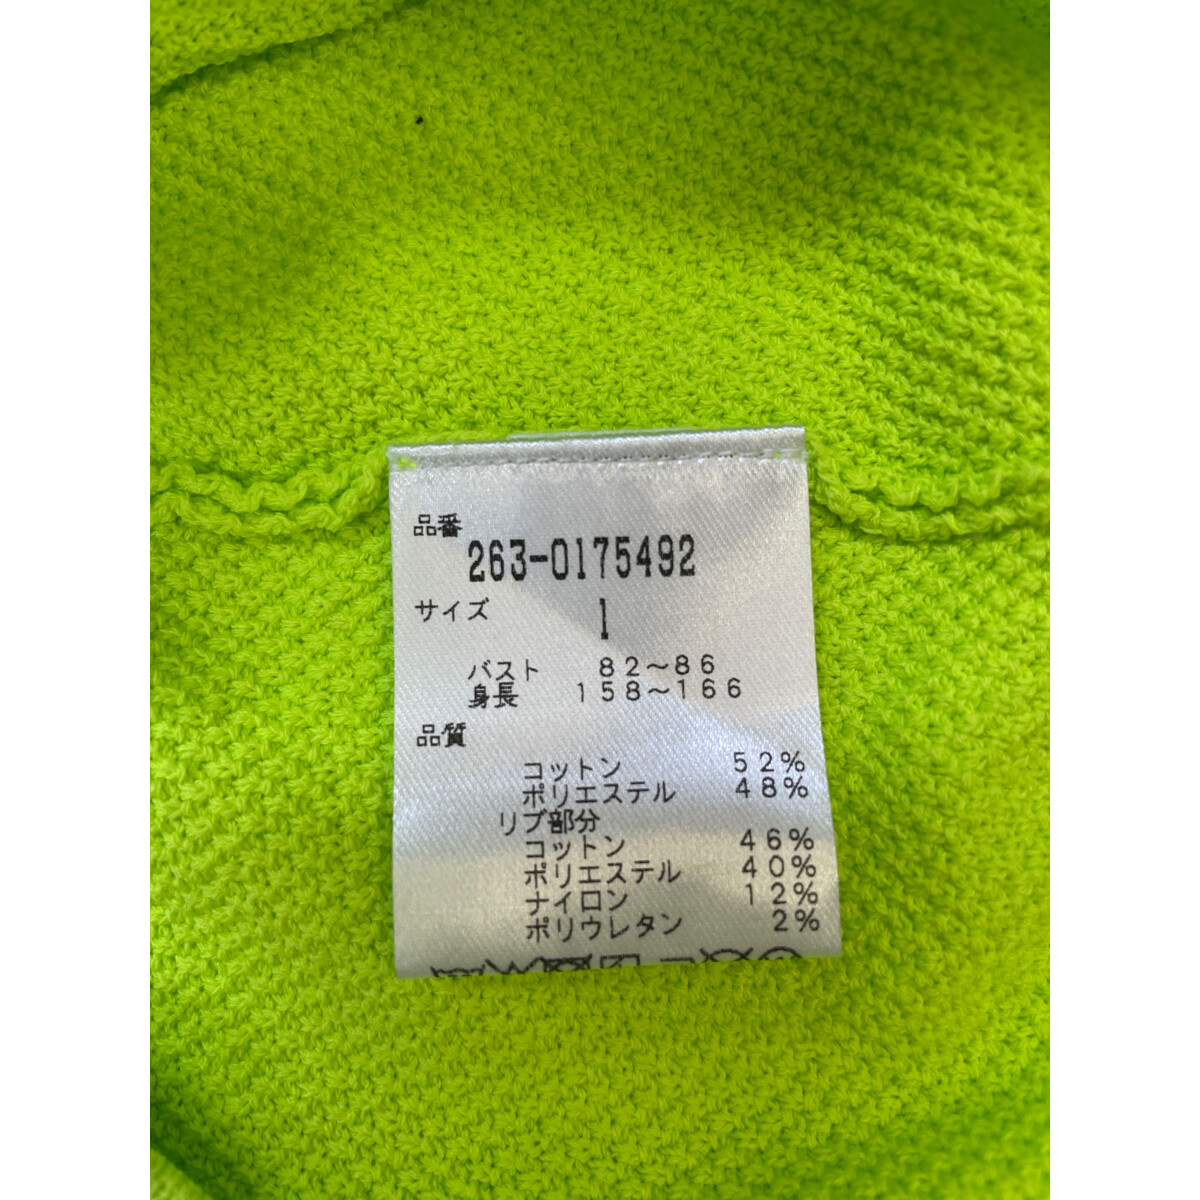 品番
263-0175492
サイズ 1
バスト 82～86
身長 158～166
品質
コットン 52%
ポリエステル 48%
リブ部分
コットン 46%
ポリエステル 40%
ナイロン 12%
ポリウレタン 2%